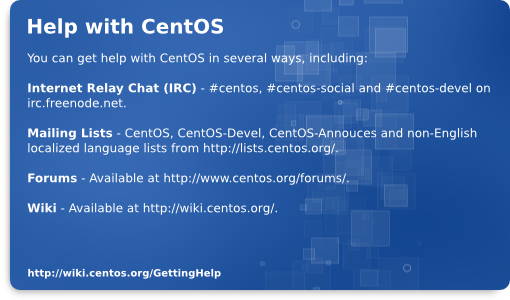 Help with CentOS
You can get help with CentOS in several ways, including:
Internet Relay Chat (IRC) - #centos, #centos-social and #centos-devel on
irc.freenode.net.
Mailing Lists - CentOS, CentOS-Devel, CentOS-Annouces and non-English
localized language lists from http://lists.centos.org/.
Forums - Available at http://www.centos.org/forums/.
Wiki - Available at http://wiki.centos.org/.
http://wiki.centos.org/GettingHelp